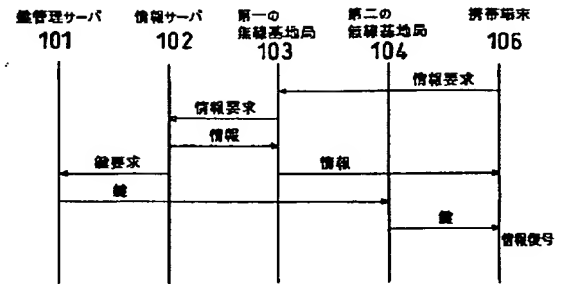 鍵管理サーバ
101
情報サーバ
102
第一の
無線基地局
103
第二の
無線基地局
104
携帯端末
106
情報要求
情報要求
情報
鍵要求
情報
鍵
鍵
情報復号